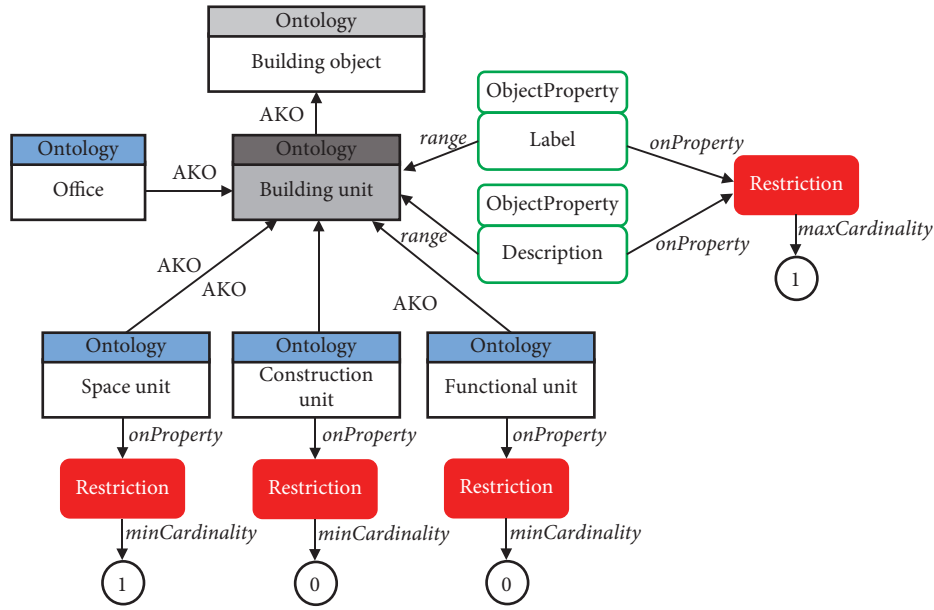 Ontology
Building object
AKO
ObjectProperty
Label
range
onProperty
Ontology
Office
AKO
Ontology
Building unit
Restriction
maxCardinality
1
ObjectProperty
Description
range
onProperty
AKO
AKO
AKO
Ontology
Space unit
Ontology
Construction
unit
Ontology
Functional unit
onProperty
onProperty
onProperty
Restriction
Restriction
Restriction
minCardinality
minCardinality
minCardinality
1
0
0